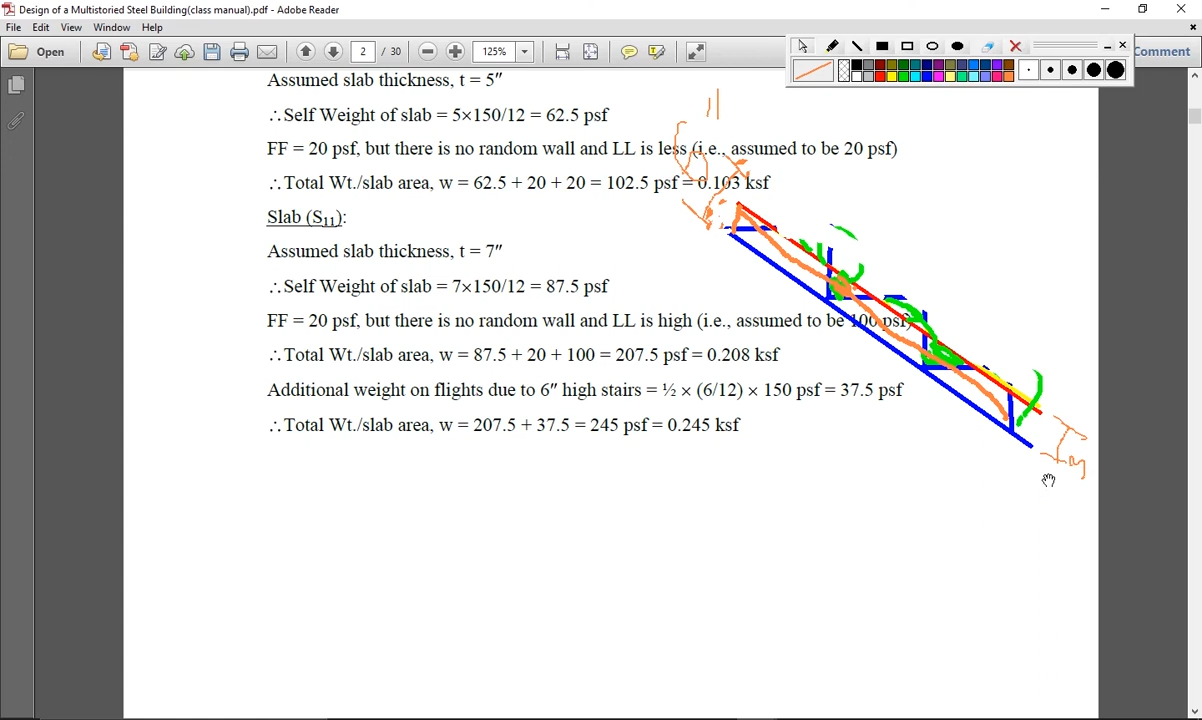 Design of a Multistoried Steel Building(class manual).pdf - Adobe Reader
File Edit View Window Help
Open 2 / 30 125% Comment
Assumed slab thickness, t = 5″
∴Self Weight of slab = 5×150/12 = 62.5 psf
FF = 20 psf, but there is no random wall and LL is less (i.e., assumed to be 20 psf)
∴Total Wt./slab area, w = 62.5 + 20 + 20 = 102.5 psf = 0.103 ksf
Slab (S11):
Assumed slab thickness, t = 7″
∴Self Weight of slab = 7×150/12 = 87.5 psf
FF = 20 psf, but there is no random wall and LL is high (i.e., assumed to be 100 psf)
∴Total Wt./slab area, w = 87.5 + 20 + 100 = 207.5 psf = 0.208 ksf
Additional weight on flights due to 6″ high stairs = ½ × (6/12) × 150 psf = 37.5 psf
∴Total Wt./slab area, w = 207.5 + 37.5 = 245 psf = 0.245 ksf